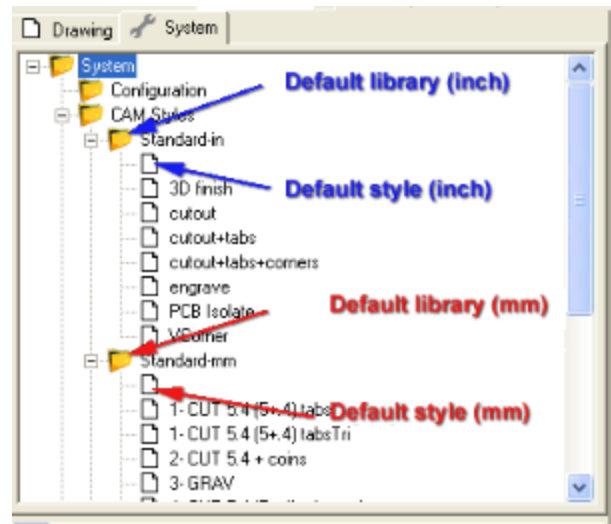 Drawing System
System
Configuration
Default library (inch)
CAM Styles
Standard-in
Default style (inch)
3D finish
cutout
cutout+tabs
cutout+tabs+corners
engrave
PCB Isolate
Default library (mm)
Standard-mm
1- CUT 5.4 (5+.4) tabs
Default style (mm)
1- CUT 5.4 (5+.4) tabsTri
2- CUT 5.4 + coins
3- GRAV